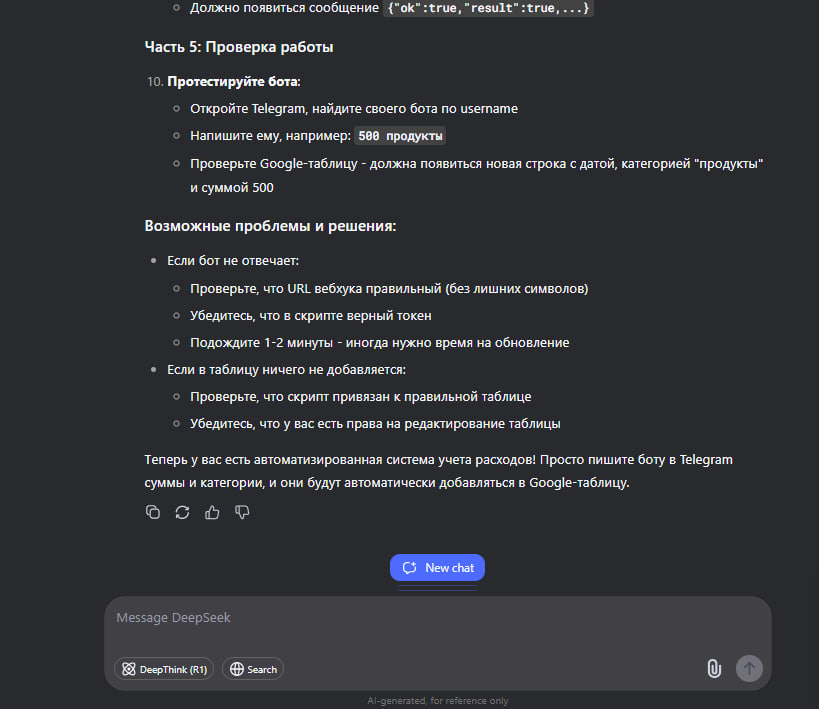 Должно появиться сообщение {"ok":true,"result":true,...}
Часть 5: Проверка работы
10. Протестируйте бота:
Откройте Telegram, найдите своего бота по username
Напишите ему, например: 500 продукты
Проверьте Google-таблицу - должна появиться новая строка с датой, категорией "продукты"
и суммой 500
Возможные проблемы и решения:
Если бот не отвечает:
Проверьте, что URL вебхука правильный (без лишних символов)
Убедитесь, что в скрипте верный токен
Подождите 1-2 минуты - иногда нужно время на обновление
Если в таблицу ничего не добавляется:
Проверьте, что скрипт привязан к правильной таблице
Убедитесь, что у вас есть права на редактирование таблицы
Теперь у вас есть автоматизированная система учета расходов! Просто пишите боту в Telegram
суммы и категории, и они будут автоматически добавляться в Google-таблицу.
New chat
Message DeepSeek
DeepThink (R1) Search
AI-generated, for reference only